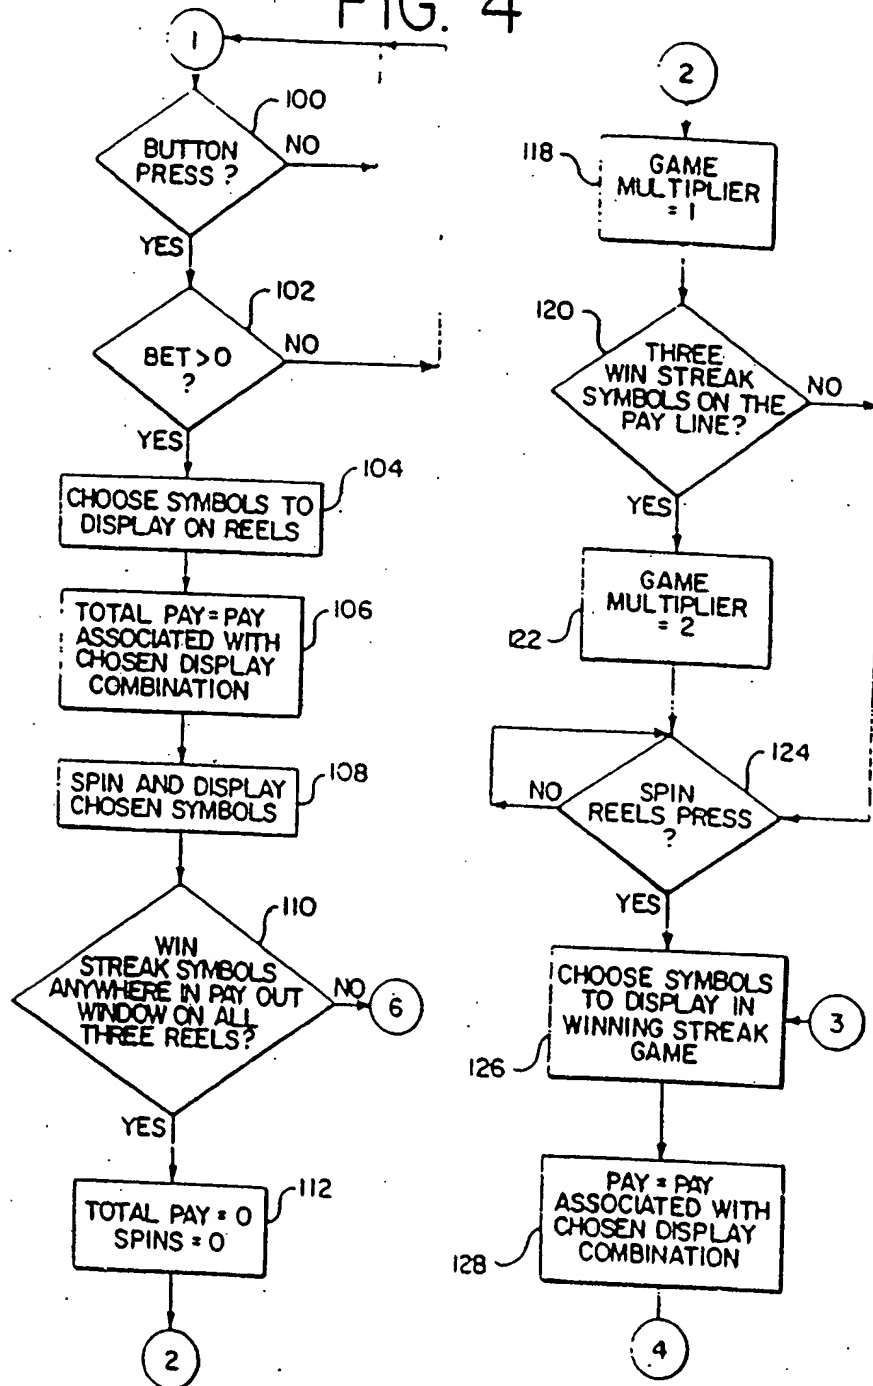 FIG. 4
1
100
BUTTON
PRESS ?
NO
YES
102
BET>0
?
NO
YES
104
CHOOSE SYMBOLS TO
DISPLAY ON REELS
106
TOTAL PAY=PAY
ASSOCIATED WITH
CHOSEN DISPLAY
COMBINATION
108
SPIN AND DISPLAY
CHOSEN SYMBOLS
110
WIN
STREAK SYMBOLS
ANYWHERE IN PAY OUT
WINDOW ON ALL
THREE REELS?
NO
6
YES
112
TOTAL PAY = 0
SPINS = 0
2
2
118
GAME
MULTIPLIER
= 1
120
THREE
WIN STREAK
SYMBOLS ON THE
PAY LINE?
NO
YES
GAME
MULTIPLIER
= 2
122
124
SPIN
REELS PRESS
?
NO
YES
CHOOSE SYMBOLS
TO DISPLAY IN
WINNING STREAK
GAME
3
126
PAY = PAY
ASSOCIATED WITH
CHOSEN DISPLAY
COMBINATION
128
4